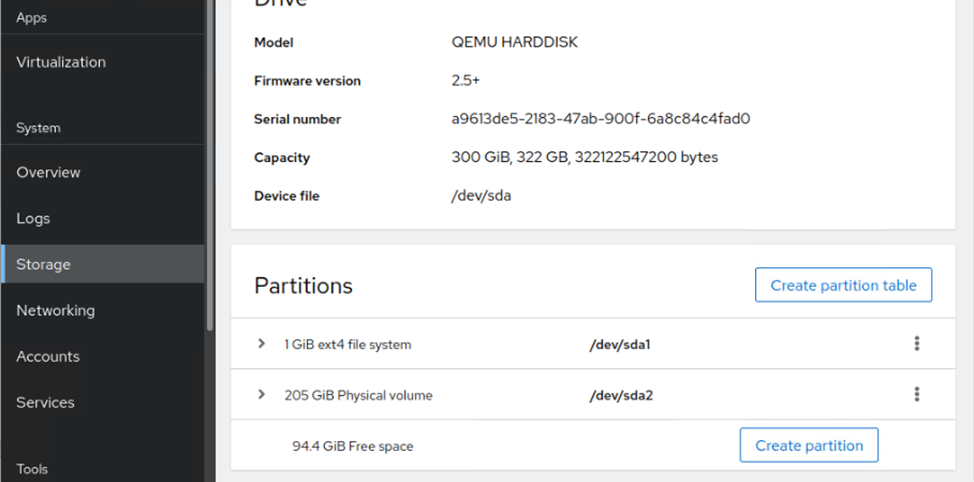 Apps
Virtualization
System
Overview
Logs
Storage
Networking
Accounts
Services
Tools
Drive
Model QEMU HARDDISK
Firmware version 2.5+
Serial number a9613de5-2183-47ab-900f-6a8c84c4fad0
Capacity 300 GiB, 322 GB, 322122547200 bytes
Device file /dev/sda
Partitions Create partition table
1 GiB ext4 file system /dev/sda1
205 GiB Physical volume /dev/sda2
94.4 GiB Free space Create partition